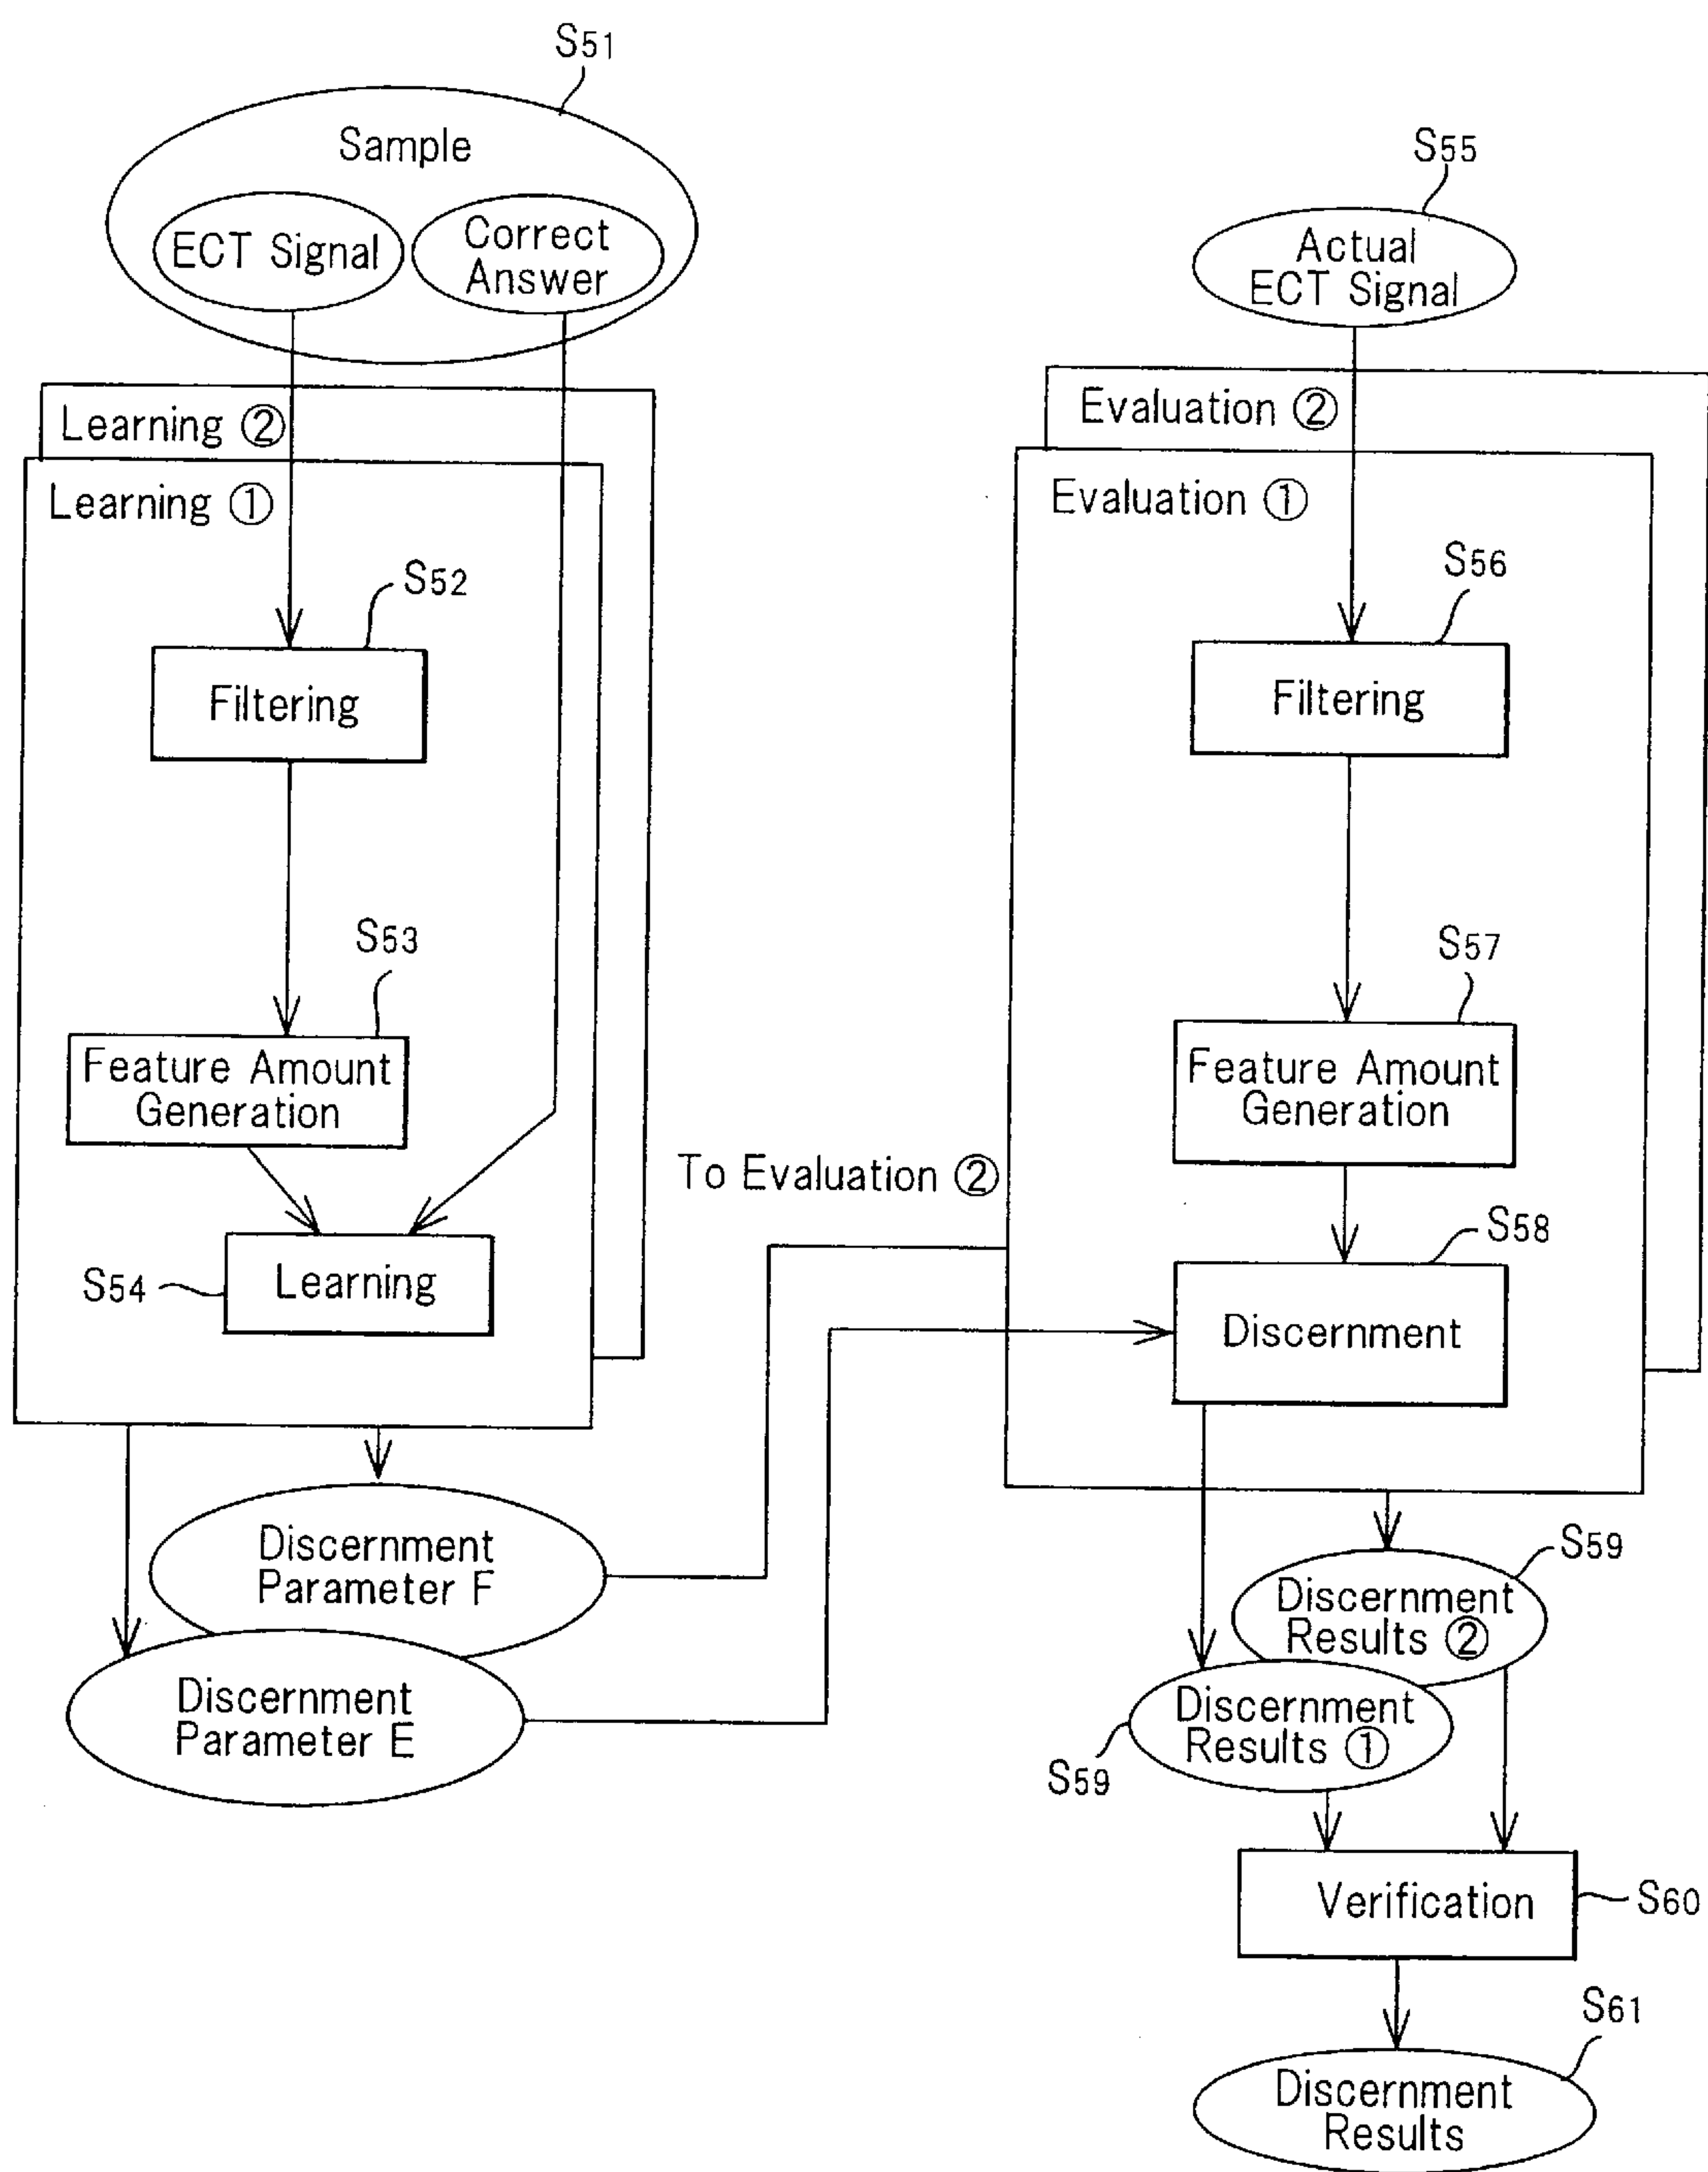 S51
Sample
ECT Signal
Correct
Answer
Learning ②
Learning ①
S52
Filtering
S53
Feature Amount
Generation
S54
Learning
Discernment
Parameter F
Discernment
Parameter E
To Evaluation ②
S55
Actual
ECT Signal
Evaluation ②
Evaluation ①
S56
Filtering
S57
Feature Amount
Generation
S58
Discernment
S59
Discernment
Results ②
Discernment
Results ①
S59
Verification
S60
S61
Discernment
Results